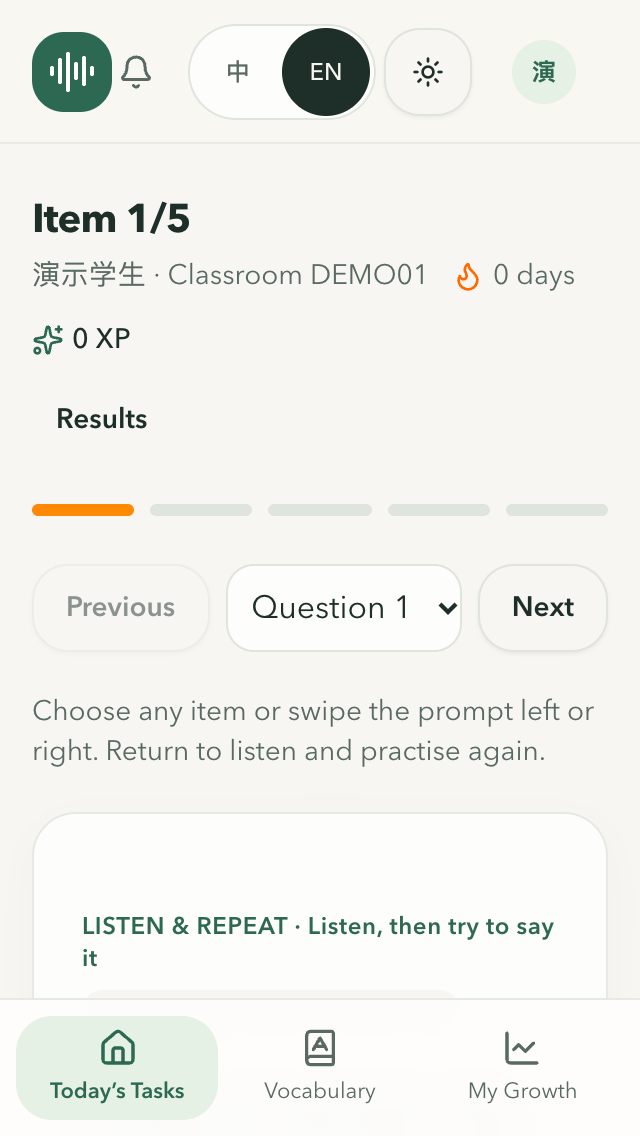 中 EN 演
Item 1/5
演示学生 · Classroom DEMO01 0 days
0 XP
Results
Previous Question 1 Next
Choose any item or swipe the prompt left or
right. Return to listen and practise again.
LISTEN & REPEAT · Listen, then try to say
it
Today’s Tasks Vocabulary My Growth